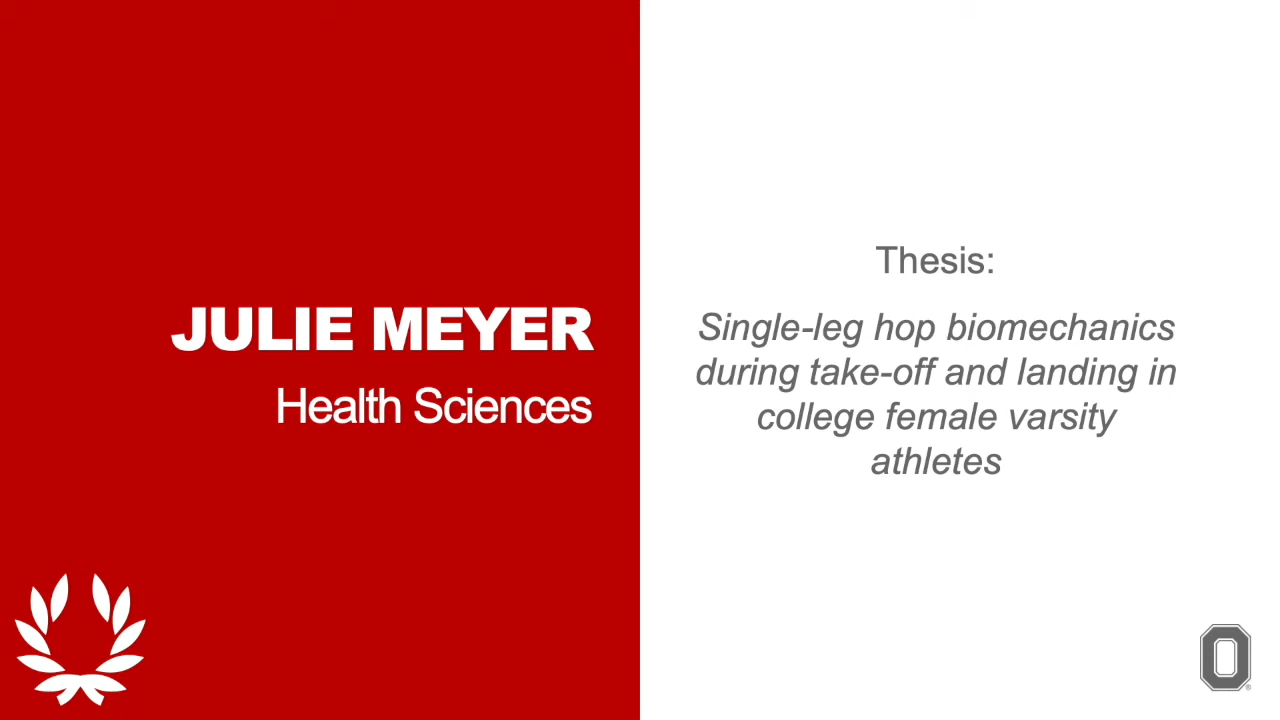 JULIE MEYER
Health Sciences
Thesis:
Single-leg hop biomechanics
during take-off and landing in
college female varsity
athletes
O
®